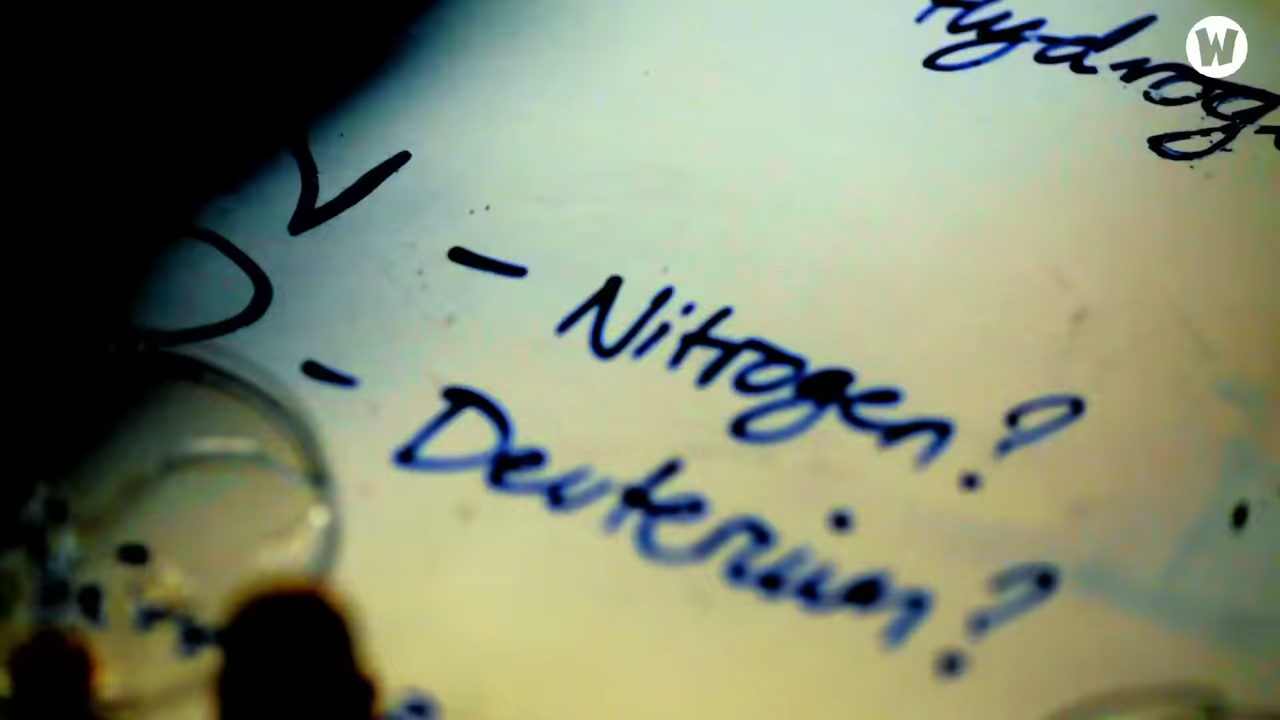 Hydrog
W
- Nitrogen?
- Deuterium?